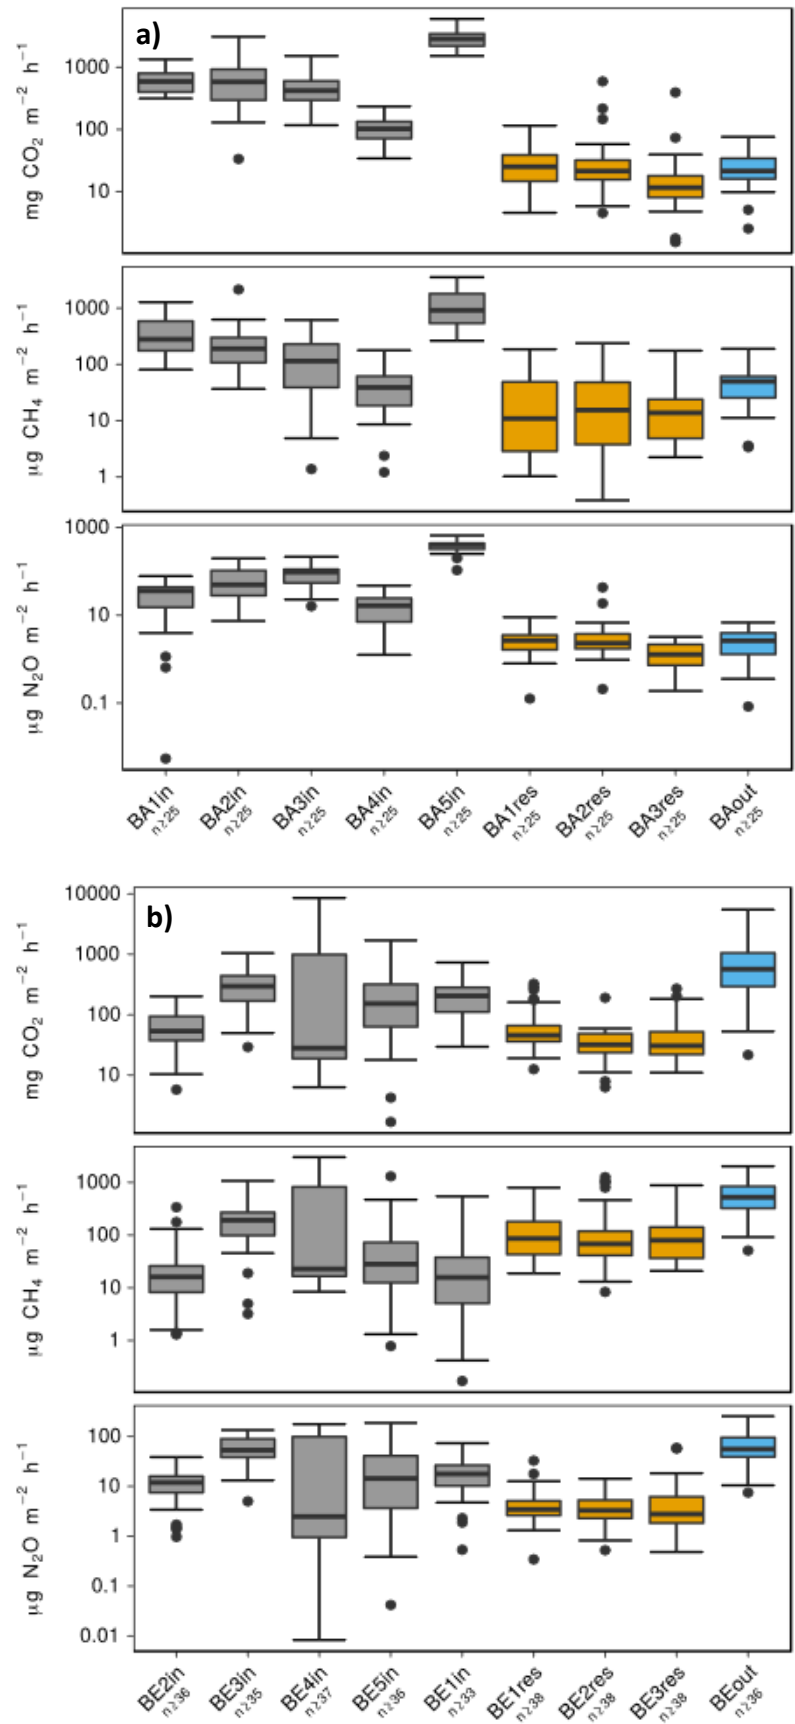 a)
mg CO₂ m⁻² h⁻¹
1000
100
10
µg CH₄ m⁻² h⁻¹
1000
100
10
1
µg N₂O m⁻² h⁻¹
1000
10
0.1
BA1in
n≥25
BA2in
n≥25
BA3in
n≥25
BA4in
n≥25
BA5in
n≥25
BA1res
n≥25
BA2res
n≥25
BA3res
n≥25
BAout
n≥25
b)
mg CO₂ m⁻² h⁻¹
10000
1000
100
10
µg CH₄ m⁻² h⁻¹
1000
100
10
1
µg N₂O m⁻² h⁻¹
100
10
1
0.1
0.01
BE2in
n≥36
BE3in
n≥35
BE4in
n≥37
BE5in
n≥36
BE1in
n≥33
BE1res
n≥38
BE2res
n≥38
BE3res
n≥38
BEout
n≥36